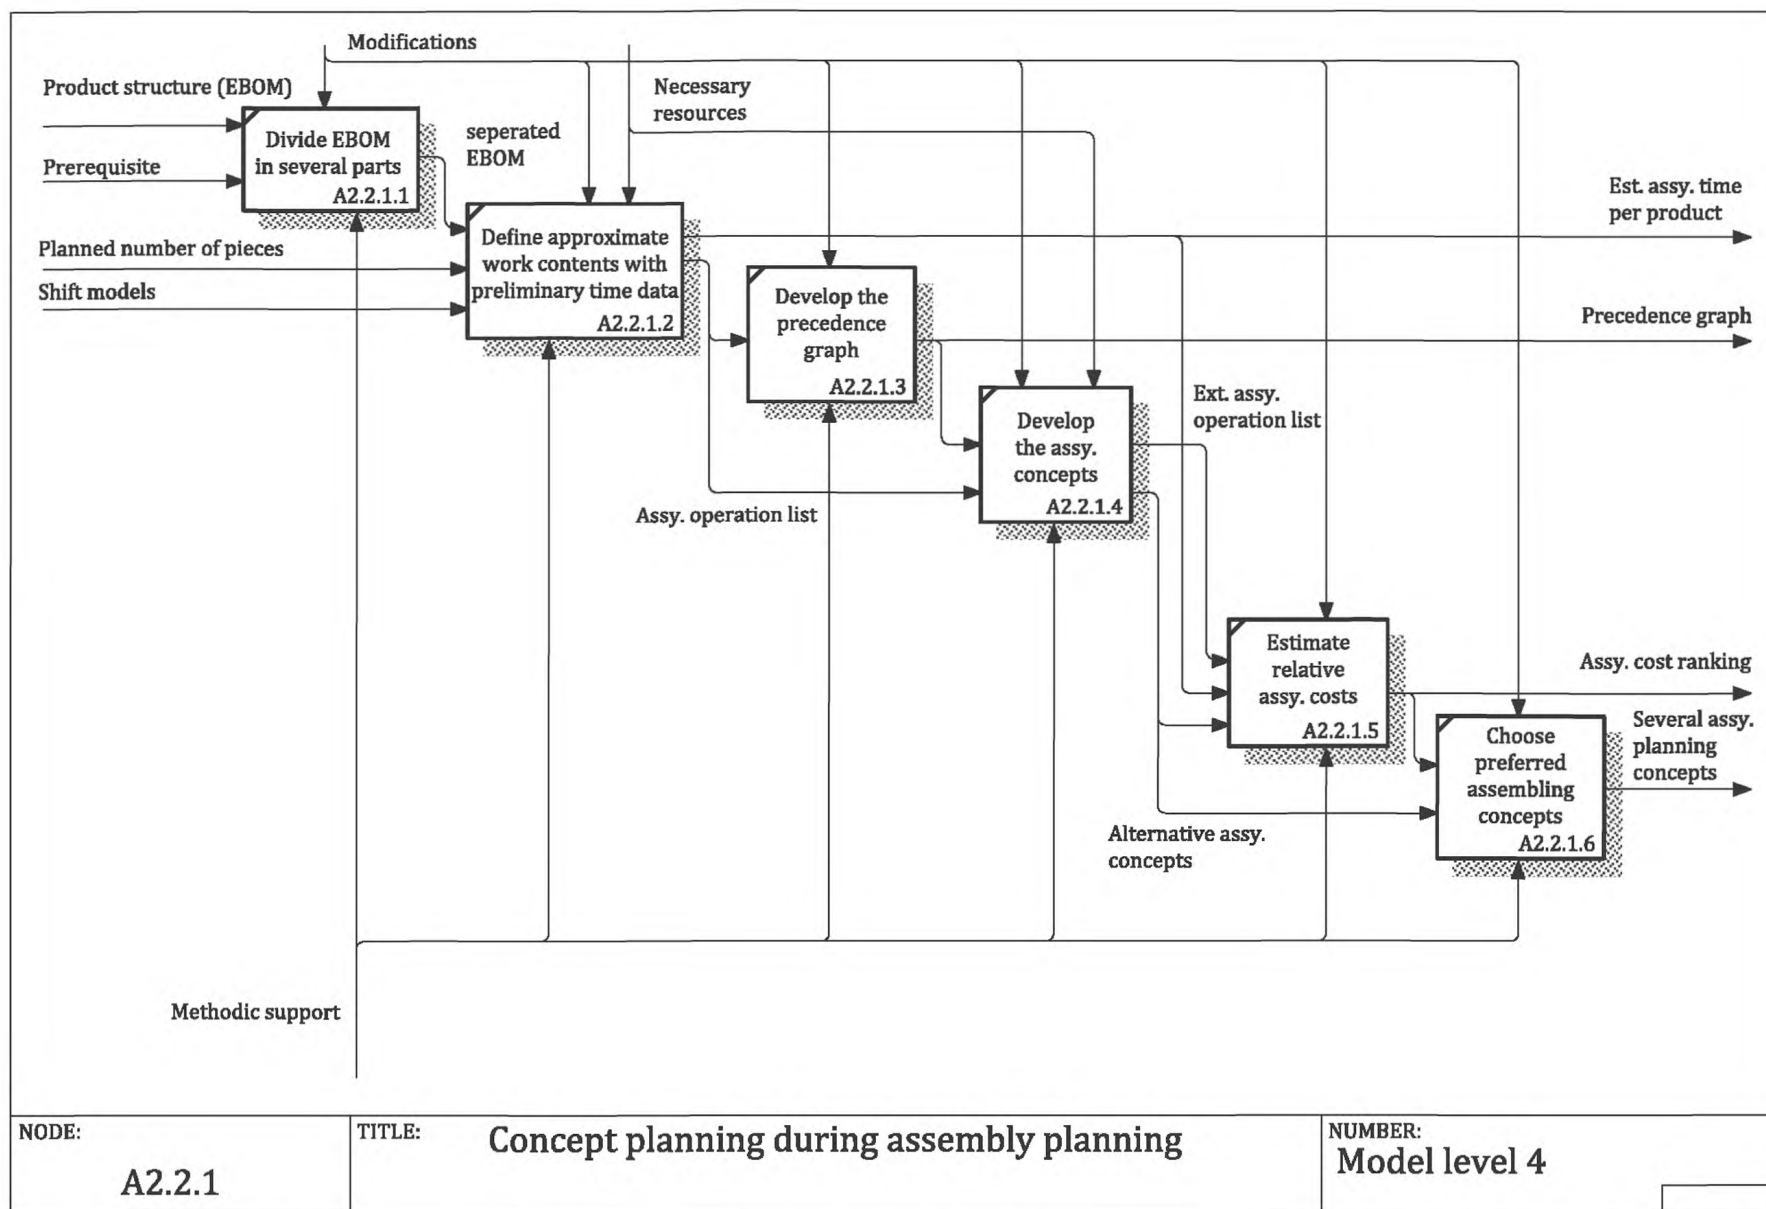 Modifications
Product structure (EBOM)
Necessary
resources
Divide EBOM
in several parts
A2.2.1.1
seperated
EBOM
Prerequisite
Est. assy. time
per product
Define approximate
work contents with
preliminary time data
A2.2.1.2
Planned number of pieces
Shift models
Develop the
precedence
graph
A2.2.1.3
Precedence graph
Ext. assy.
operation list
Develop
the assy.
concepts
A2.2.1.4
Assy. operation list
Estimate
relative
assy. costs
A2.2.1.5
Assy. cost ranking
Several assy.
planning
concepts
Choose
preferred
assembling
concepts
A2.2.1.6
Alternative assy.
concepts
Methodic support
NODE:
A2.2.1
TITLE:
Concept planning during assembly planning
NUMBER:
Model level 4